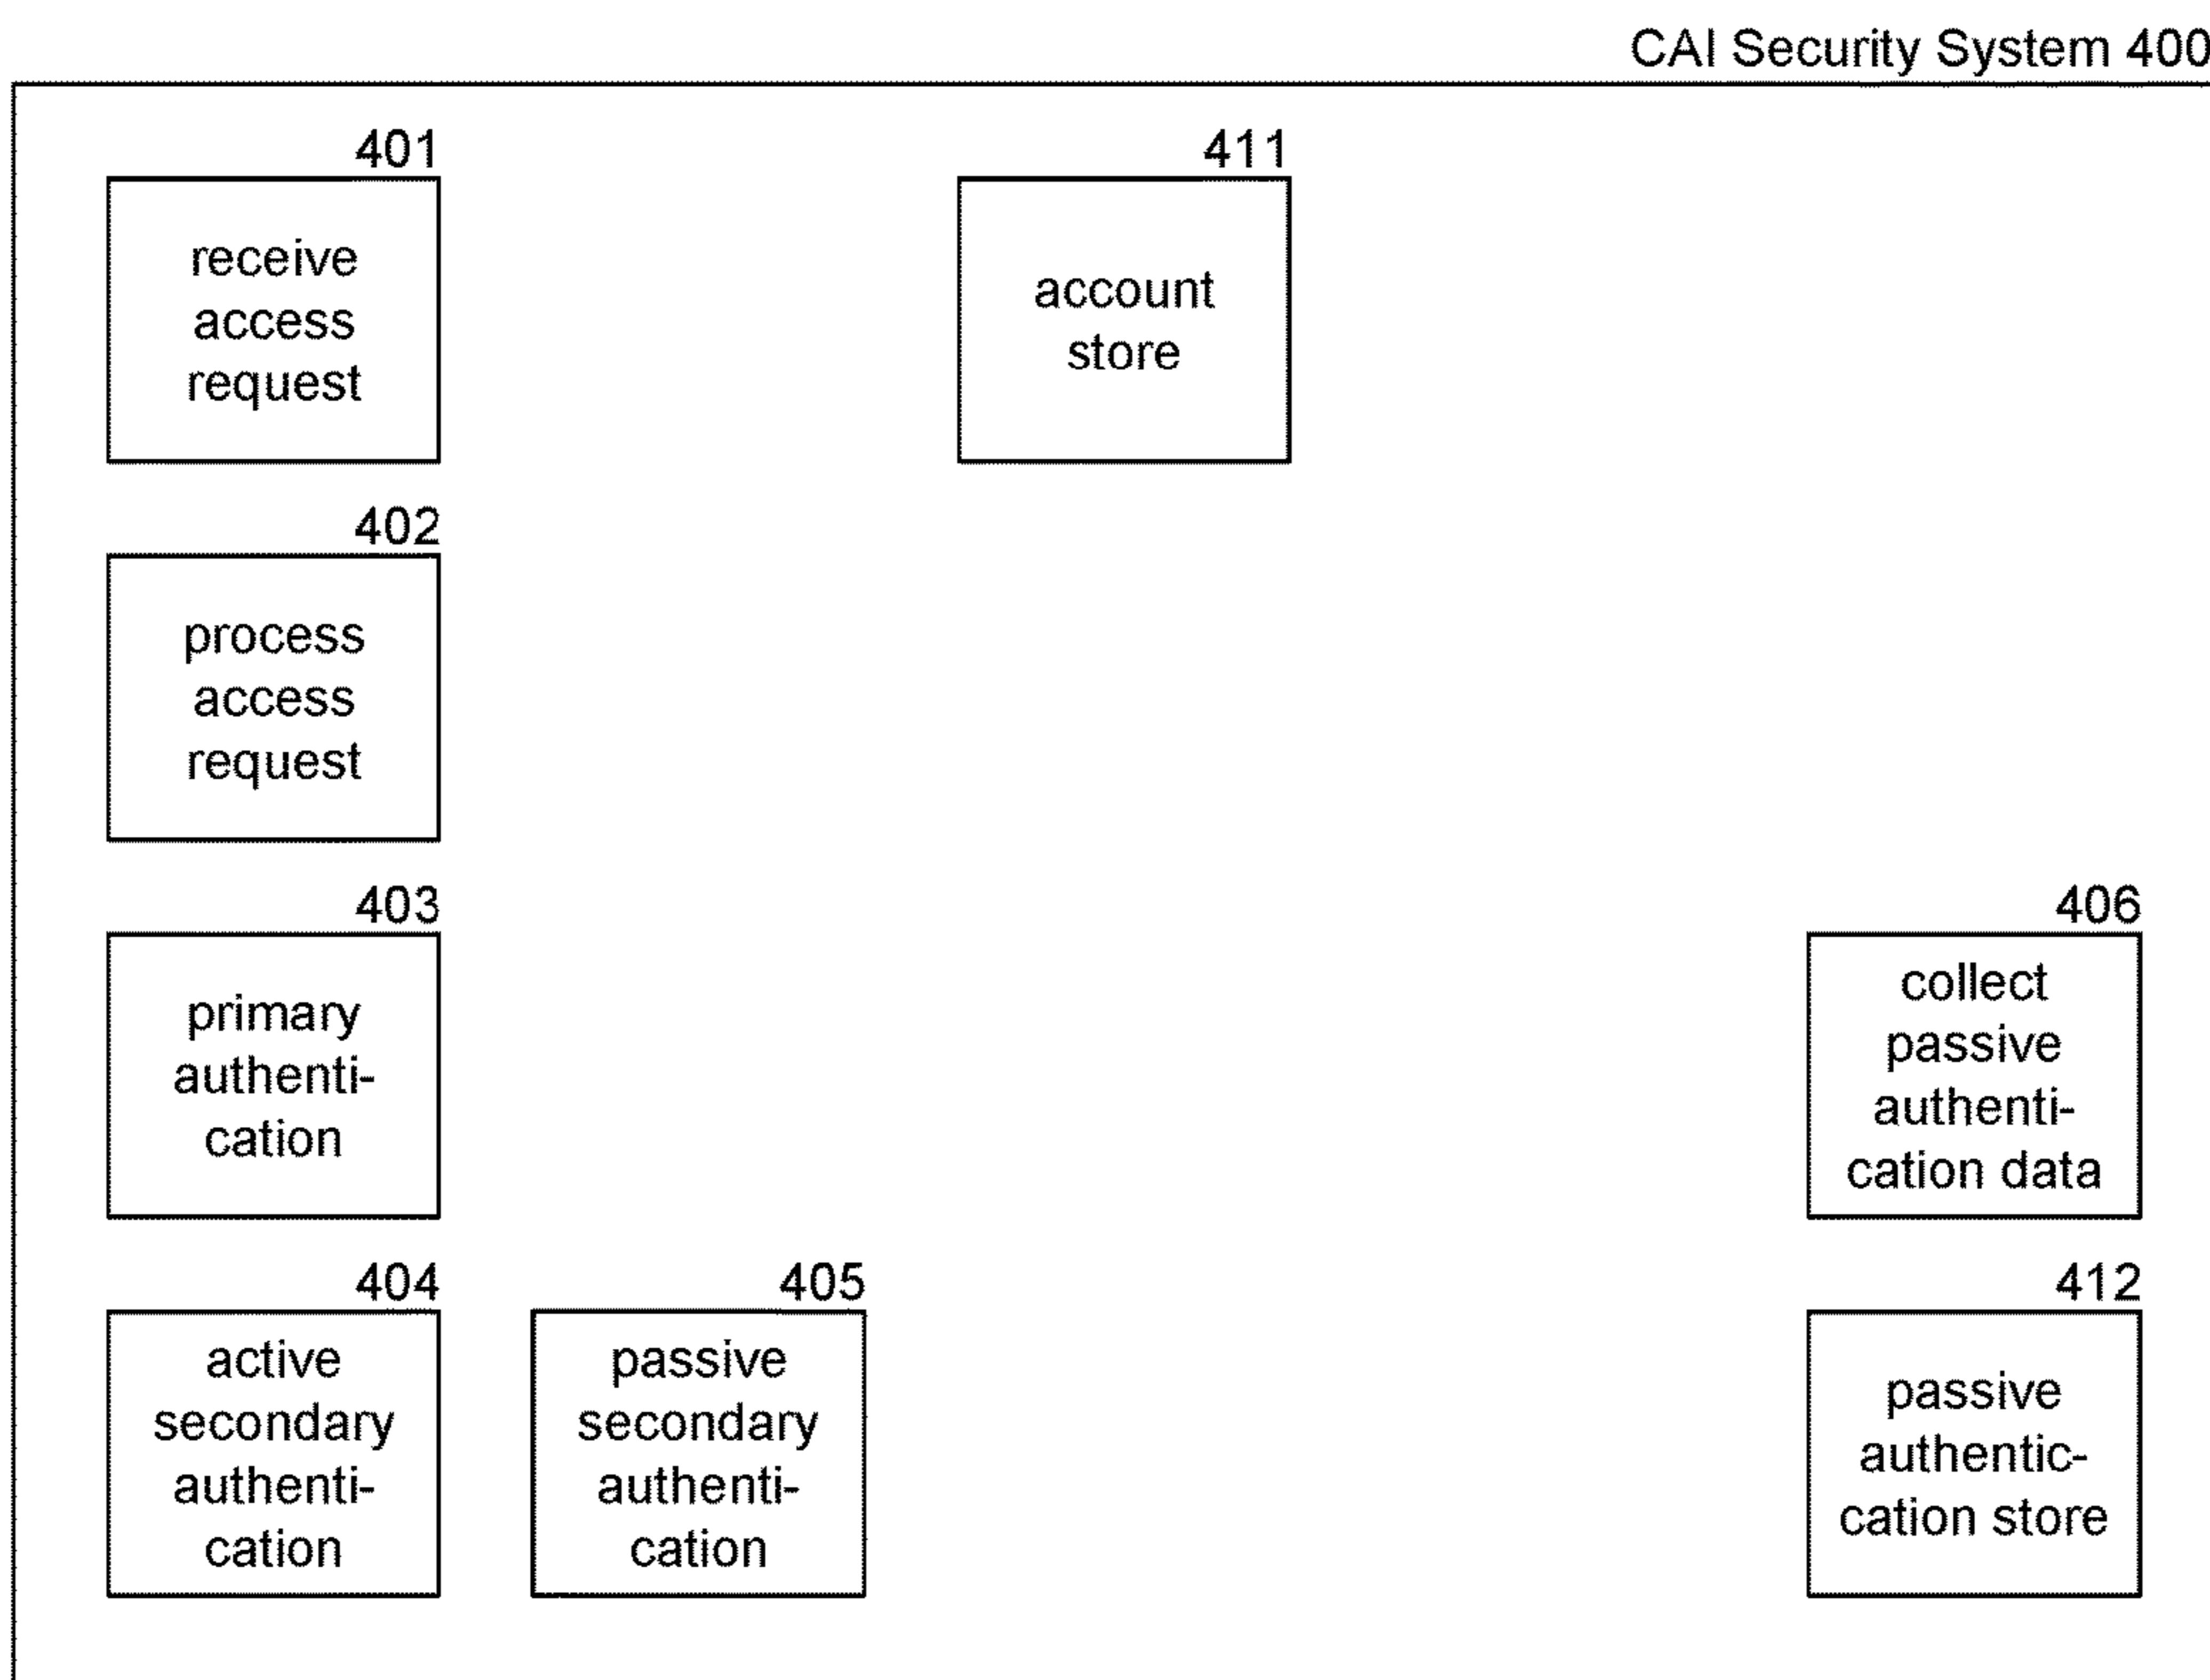 CAI Security System 400
401
receive
access
request
411
account
store
402
process
access
request
403
primary
authenti-
cation
406
collect
passive
authenti-
cation data
404
active
secondary
authenti-
cation
405
passive
secondary
authenti-
cation
412
passive
authentic-
cation store